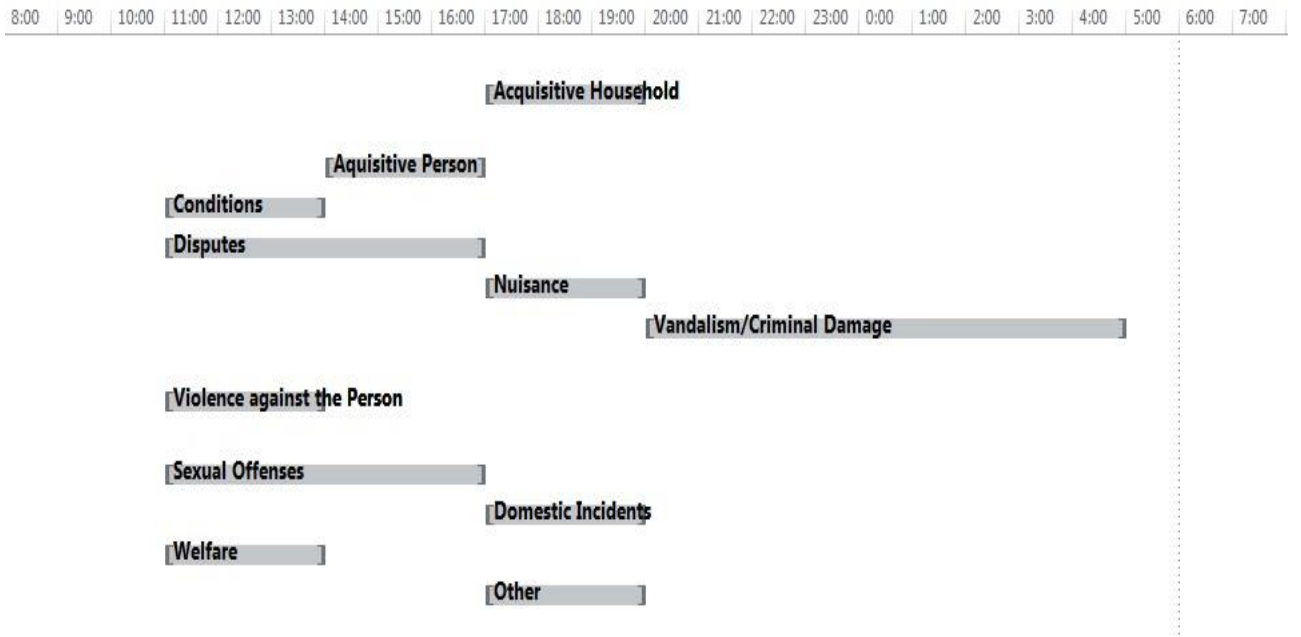 8:00 9:00 10:00 11:00 12:00 13:00 14:00 15:00 16:00 17:00 18:00 19:00 20:00 21:00 22:00 23:00 0:00 1:00 2:00 3:00 4:00 5:00 6:00 7:00
Acquisitive Household
Aquisitive Person
Conditions
Disputes
Nuisance
Vandalism/Criminal Damage
Violence against the Person
Sexual Offenses
Domestic Incidents
Welfare
Other